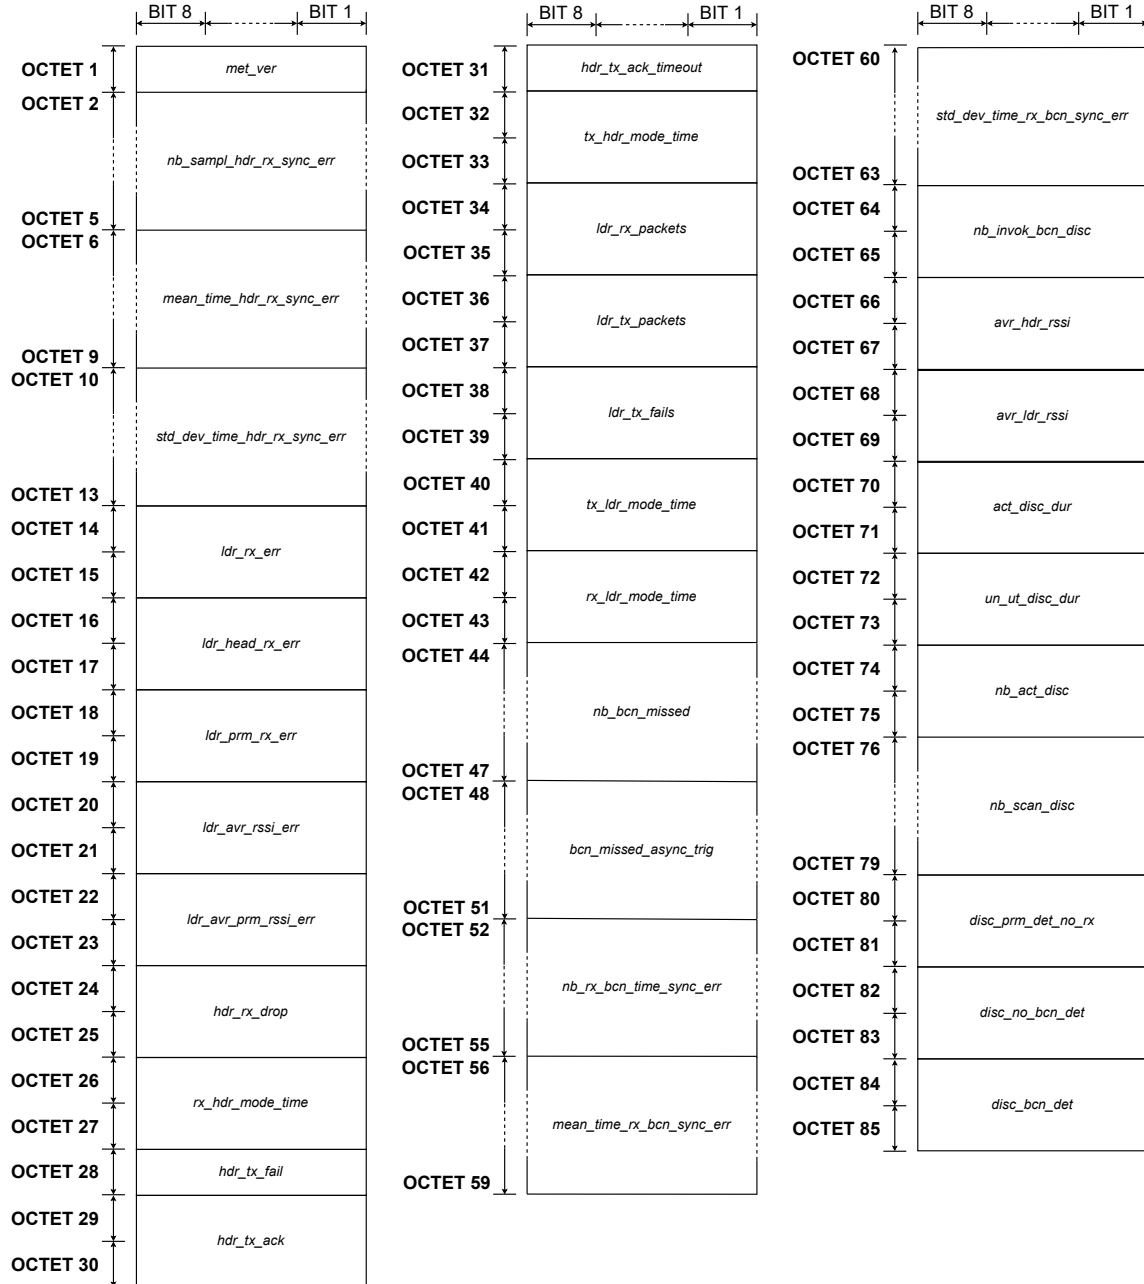 BIT 8 BIT 1
OCTET 1 met_ver
OCTET 2
nb_sampl_hdr_rx_sync_err
OCTET 5
OCTET 6
mean_time_hdr_rx_sync_err
OCTET 9
OCTET 10
std_dev_time_hdr_rx_sync_err
OCTET 13
OCTET 14
ldr_rx_err
OCTET 15
OCTET 16
ldr_head_rx_err
OCTET 17
OCTET 18
ldr_prm_rx_err
OCTET 19
OCTET 20
ldr_avr_rssi_err
OCTET 21
OCTET 22
ldr_avr_prm_rssi_err
OCTET 23
OCTET 24
hdr_rx_drop
OCTET 25
OCTET 26
rx_hdr_mode_time
OCTET 27
OCTET 28 hdr_tx_fail
OCTET 29
hdr_tx_ack
OCTET 30
BIT 8 BIT 1
OCTET 31 hdr_tx_ack_timeout
OCTET 32
tx_hdr_mode_time
OCTET 33
OCTET 34
ldr_rx_packets
OCTET 35
OCTET 36
ldr_tx_packets
OCTET 37
OCTET 38
ldr_tx_fails
OCTET 39
OCTET 40
tx_ldr_mode_time
OCTET 41
OCTET 42
rx_ldr_mode_time
OCTET 43
OCTET 44
nb_bcn_missed
OCTET 47
OCTET 48
bcn_missed_async_trig
OCTET 51
OCTET 52
nb_rx_bcn_time_sync_err
OCTET 55
OCTET 56
mean_time_rx_bcn_sync_err
OCTET 59
BIT 8 BIT 1
OCTET 60
std_dev_time_rx_bcn_sync_err
OCTET 63
OCTET 64
nb_invok_bcn_disc
OCTET 65
OCTET 66
avr_hdr_rssi
OCTET 67
OCTET 68
avr_ldr_rssi
OCTET 69
OCTET 70
act_disc_dur
OCTET 71
OCTET 72
un_ut_disc_dur
OCTET 73
OCTET 74
nb_act_disc
OCTET 75
OCTET 76
nb_scan_disc
OCTET 79
OCTET 80
disc_prm_det_no_rx
OCTET 81
OCTET 82
disc_no_bcn_det
OCTET 83
OCTET 84
disc_bcn_det
OCTET 85